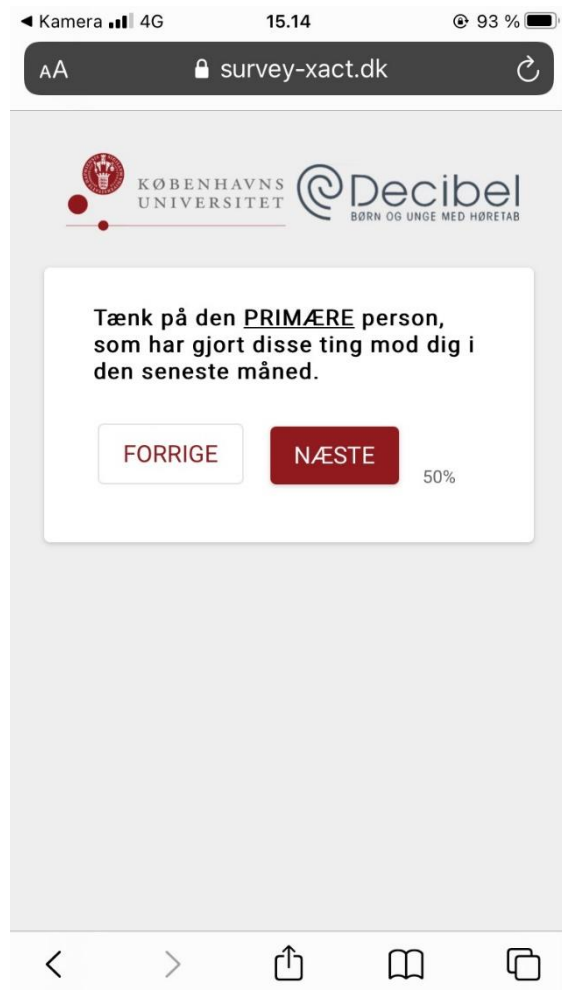 Kamera 4G 15.14 93 %
AA survey-xact.dk
KØBENHAVNS
UNIVERSITET
Decibel
BØRN OG UNGE MED HØRETAB
Tænk på den PRIMÆRE person,
som har gjort disse ting mod dig i
den seneste måned.
FORRIGE NÆSTE 50%